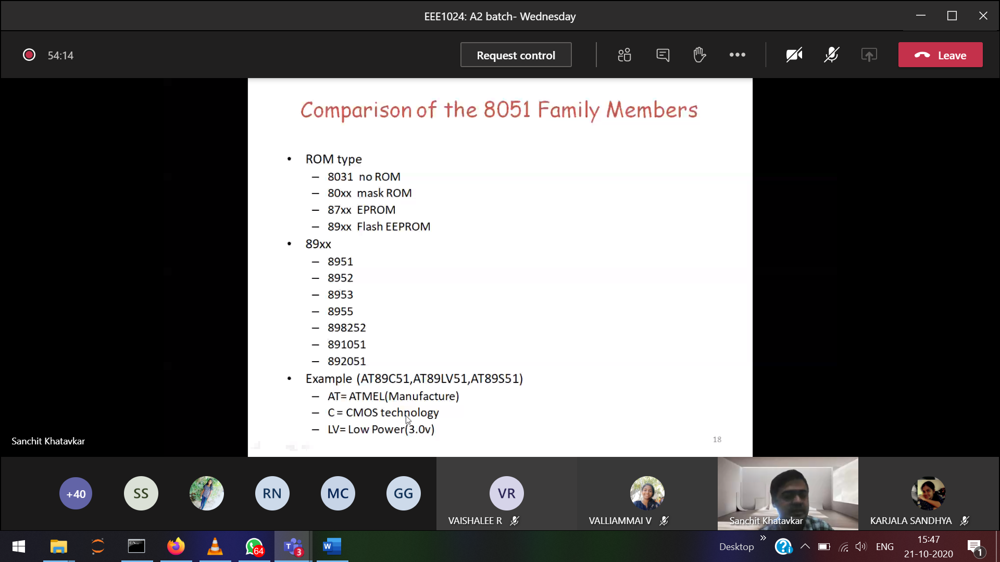 EEE1024: A2 batch- Wednesday
54:14
Request control
Leave
Comparison of the 8051 Family Members
• ROM type
– 8031 no ROM
– 80xx mask ROM
– 87xx EPROM
– 89xx Flash EEPROM
• 89xx
– 8951
– 8952
– 8953
– 8955
– 898252
– 891051
– 892051
• Example (AT89C51,AT89LV51,AT89S51)
– AT= ATMEL(Manufacture)
– C= CMOS technology
– LV= Low Power(3.0v)
18
Sanchit Khatavkar
+40
SS
RN
MC
GG
VR
VAISHALEE R
VALLIAMMAI V
Sanchit Khatavkar
KARJALA SANDHYA
64
3
W
Desktop
ENG
15:47
21-10-2020
1